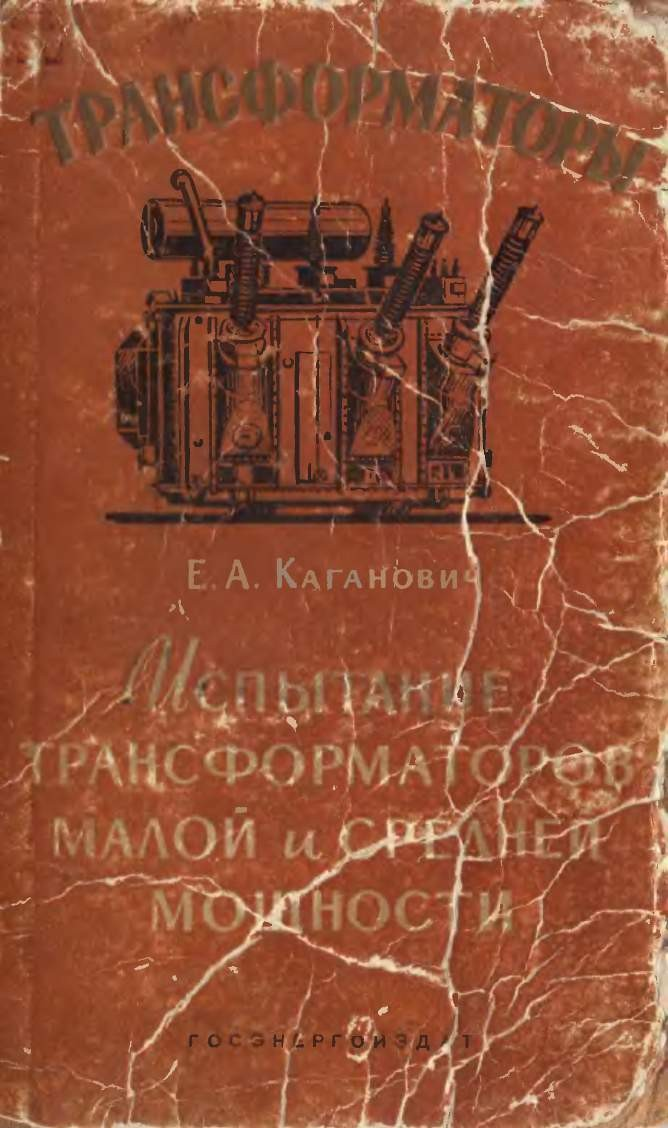 ТРАНСФОРМАТОРЫ
Е. А. КАГАНОВИЧ
ИСПЫТАНИЕ
ТРАНСФОРМАТОРОВ
МАЛОЙ и СРЕДНЕЙ
МОЩНОСТИ
ГОСЭНЕРГОИЗДАТ